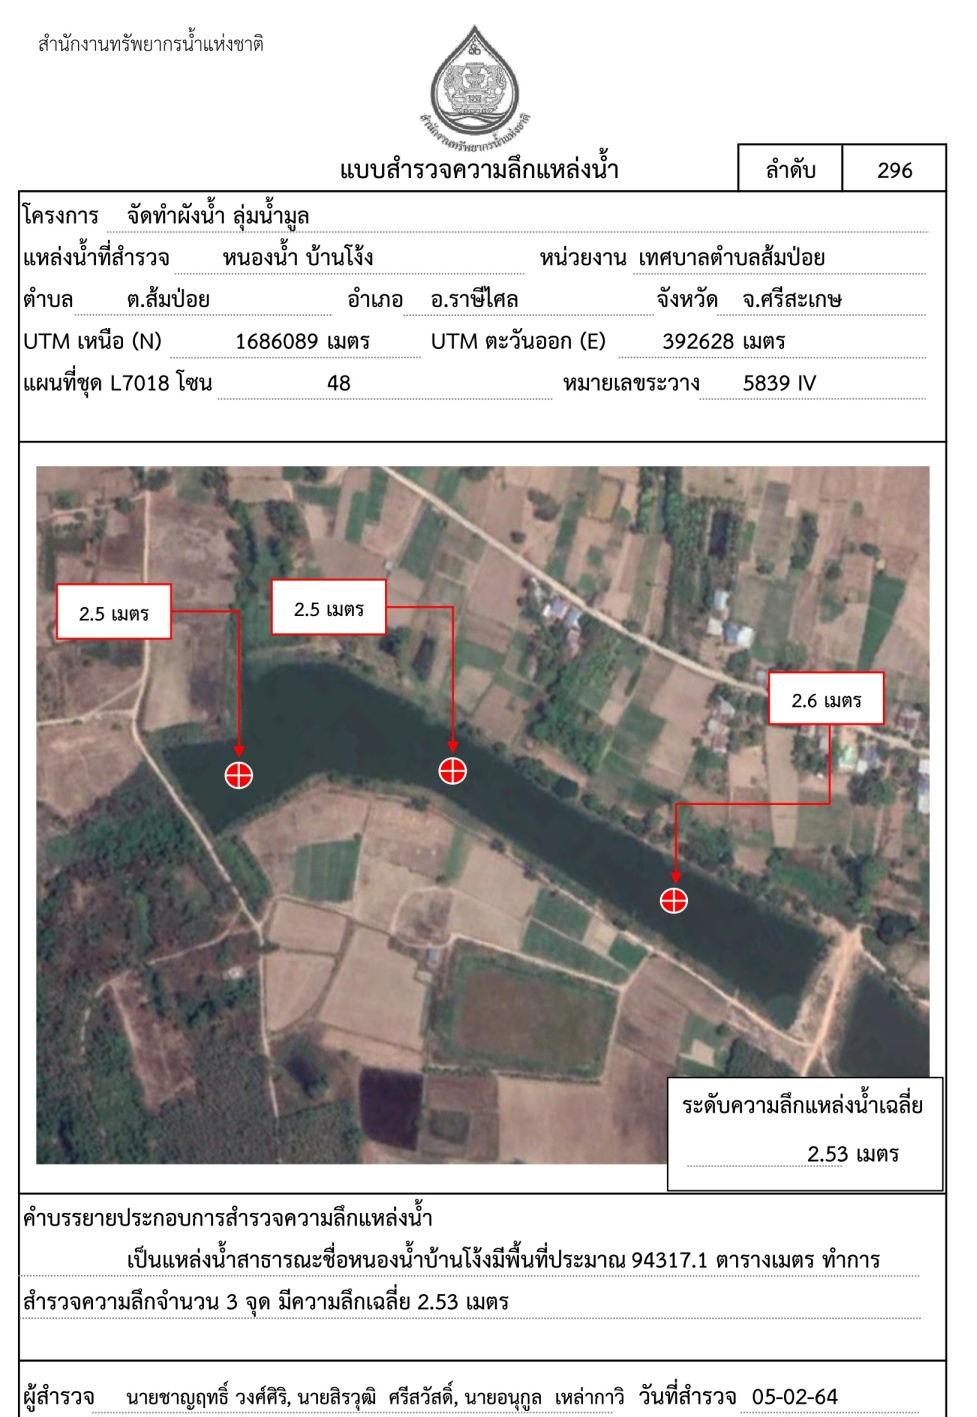 สำนักงานทรัพยากรน้ำแห่งชาติ
สำนักงานทรัพยากรน้ำแห่งชาติ
แบบสำรวจความลึกแหล่งน้ำ
ลำดับ 296
โครงการ จัดทำผังน้ำ ลุ่มน้ำมูล
แหล่งน้ำที่สำรวจ หนองน้ำ บ้านโง้ง หน่วยงาน เทศบาลตำบลส้มป่อย
ตำบล ต.ส้มป่อย อำเภอ อ.ราษีไศล จังหวัด จ.ศรีสะเกษ
UTM เหนือ (N) 1686089 เมตร UTM ตะวันออก (E) 392628 เมตร
แผนที่ชุด L7018 โซน 48 หมายเลขระวาง 5839 IV
2.5 เมตร
2.5 เมตร
2.6 เมตร
ระดับความลึกแหล่งน้ำเฉลี่ย
2.53 เมตร
คำบรรยายประกอบการสำรวจความลึกแหล่งน้ำ
เป็นแหล่งน้ำสาธารณะชื่อหนองน้ำบ้านโง้งมีพื้นที่ประมาณ 94317.1 ตารางเมตร ทำการ
สำรวจความลึกจำนวน 3 จุด มีความลึกเฉลี่ย 2.53 เมตร
ผู้สำรวจ นายชาญฤทธิ์ วงศ์ศิริ, นายสิรวุฒิ ศรีสวัสดิ์, นายอนุกูล เหล่ากาวิ วันที่สำรวจ 05-02-64